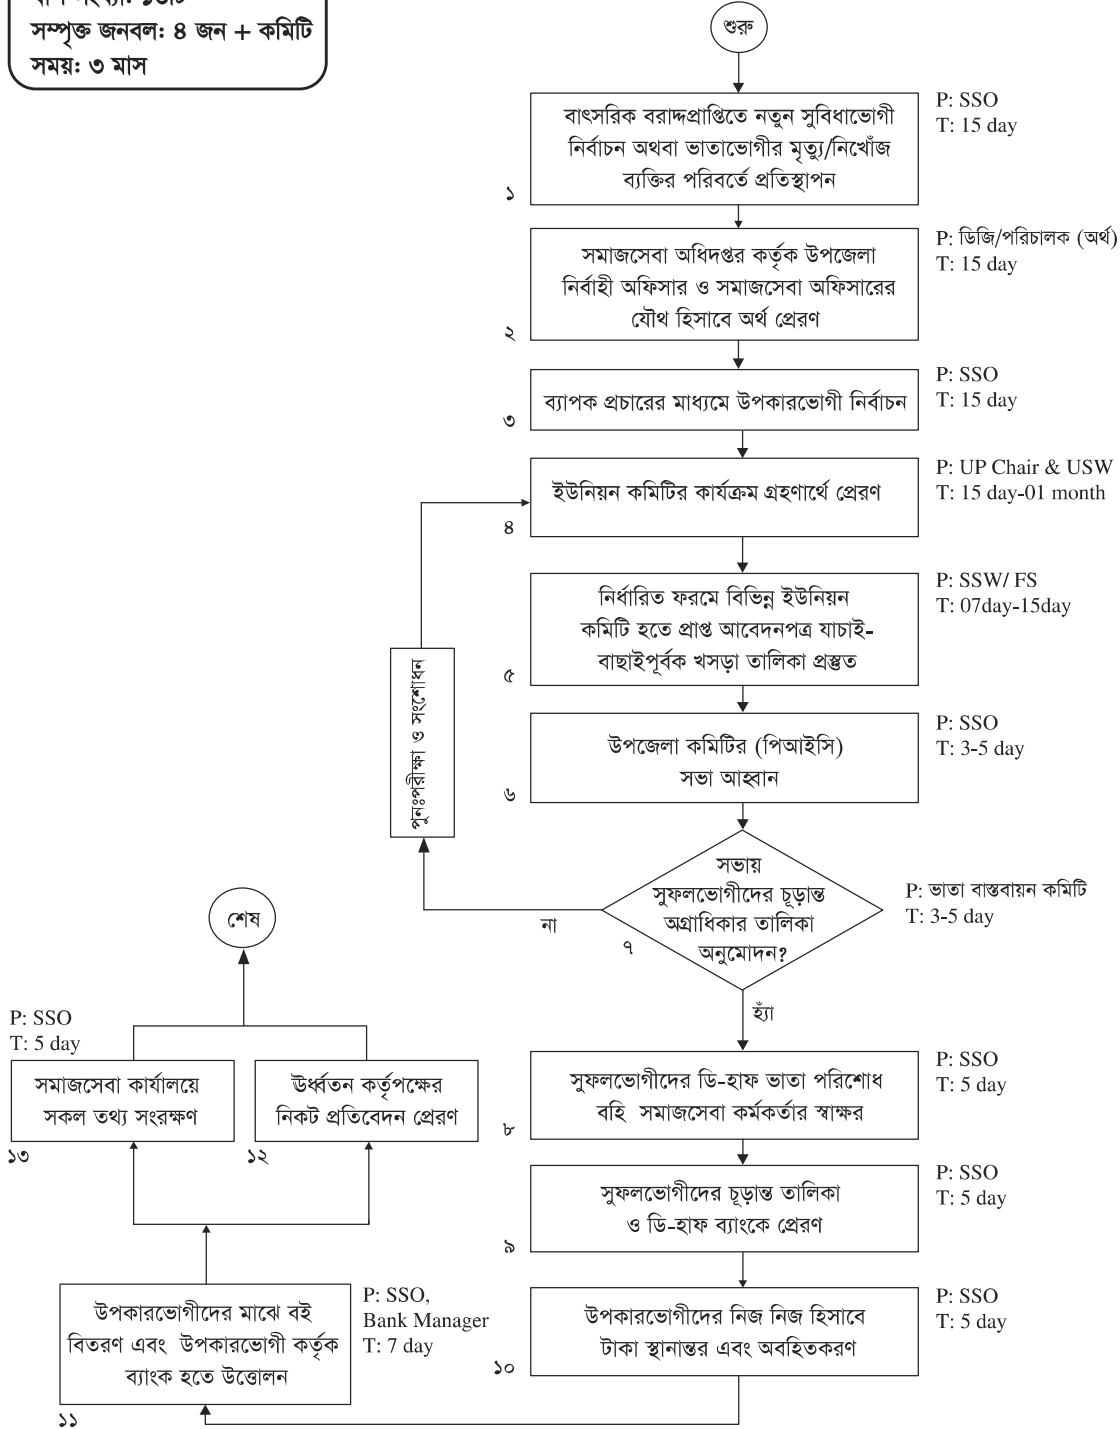 সম্পৃক্ত জনবল: ৪ জন + কমিটি
সময়: ৩ মাস
শুরু
বাৎসরিক বরাদ্দপ্রাপ্তিতে নতুন সুবিধাভোগী
নির্বাচন অথবা ভাতাভোগীর মৃত্যু/নিখোঁজ
ব্যক্তির পরিবর্তে প্রতিস্থাপন
১
P: SSO
T: 15 day
সমাজসেবা অধিদপ্তর কর্তৃক উপজেলা
নির্বাহী অফিসার ও সমাজসেবা অফিসারের
যৌথ হিসাবে অর্থ প্রেরণ
২
P: ডিজি/পরিচালক (অর্থ)
T: 15 day
ব্যাপক প্রচারের মাধ্যমে উপকারভোগী নির্বাচন
৩
P: SSO
T: 15 day
ইউনিয়ন কমিটির কার্যক্রম গ্রহণার্থে প্রেরণ
৪
P: UP Chair & USW
T: 15 day-01 month
নির্ধারিত ফরমে বিভিন্ন ইউনিয়ন
কমিটি হতে প্রাপ্ত আবেদনপত্র যাচাই-
বাছাইপূর্বক খসড়া তালিকা প্রস্তুত
৫
P: SSW/ FS
T: 07day-15day
পুনঃপরীক্ষা ও সংশোধন
উপজেলা কমিটির (পিআইসি)
সভা আহ্বান
৬
P: SSO
T: 3-5 day
সভায়
সুফলভোগীদের চূড়ান্ত
অগ্রাধিকার তালিকা
অনুমোদন?
৭
না
P: ভাতা বাস্তবায়ন কমিটি
T: 3-5 day
হ্যাঁ
সুফলভোগীদের ডি-হাফ ভাতা পরিশোধ
বহি সমাজসেবা কর্মকর্তার স্বাক্ষর
৮
P: SSO
T: 5 day
সুফলভোগীদের চূড়ান্ত তালিকা
ও ডি-হাফ ব্যাংকে প্রেরণ
৯
P: SSO
T: 5 day
উপকারভোগীদের নিজ নিজ হিসাবে
টাকা স্থানান্তর এবং অবহিতকরণ
১০
P: SSO
T: 5 day
উপকারভোগীদের মাঝে বই
বিতরণ এবং উপকারভোগী কর্তৃক
ব্যাংক হতে উত্তোলন
১১
P: SSO,
Bank Manager
T: 7 day
ঊর্ধ্বতন কর্তৃপক্ষের
নিকট প্রতিবেদন প্রেরণ
১২
P: SSO
T: 5 day
সমাজসেবা কার্যালয়ে
সকল তথ্য সংরক্ষণ
১৩
শেষ